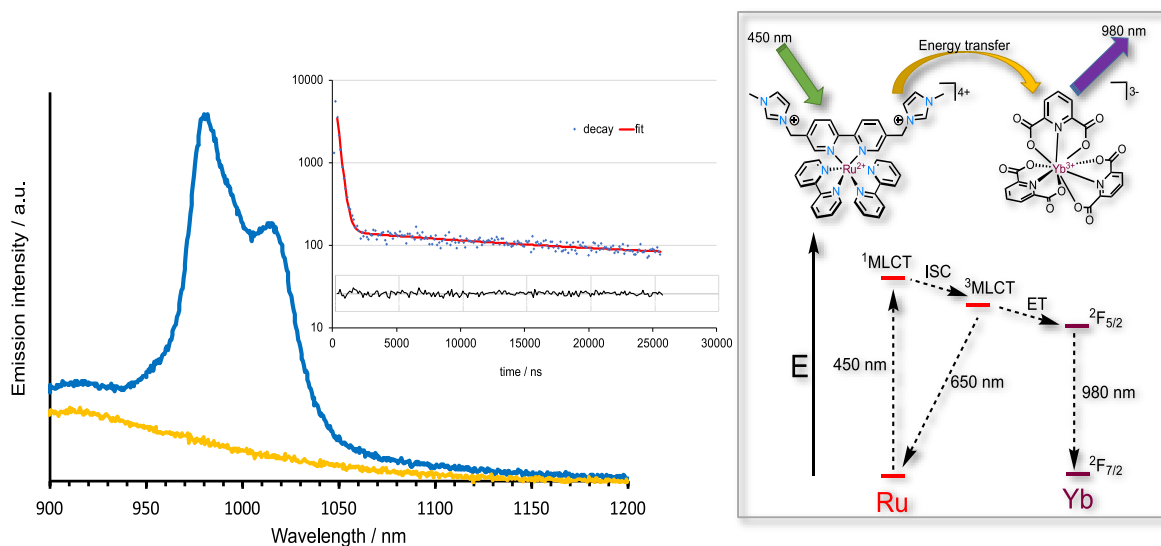 Emission intensity / a.u.
900
950
1000
1050
1100
1150
1200
Wavelength / nm
10000
1000
100
10
0
5000
10000
15000
20000
25000
30000
time / ns
decay
fit
450 nm
Energy transfer
980 nm
4+
3-
N
N
N
N
N
N
Ru2+
N
N
N
N
O
O
O
O
N
Yb3+
N
N
O
O
O
O
O
O
O
O
E
1MLCT
ISC
3MLCT
ET
2F5/2
450 nm
650 nm
980 nm
2F7/2
Ru
Yb